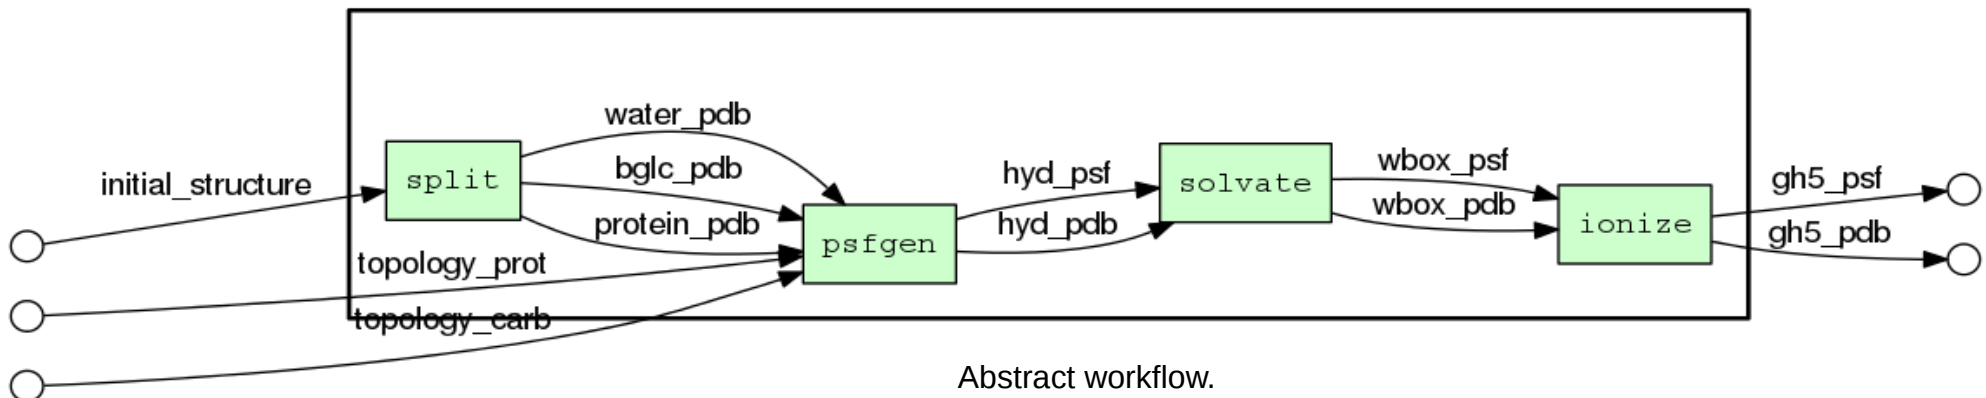 water_pdb
initial_structure
split
bglc_pdb
protein_pdb
topology_prot
topology_carb
psfgen
hyd_psf
hyd_pdb
solvate
wbox_psf
wbox_pdb
ionize
gh5_psf
gh5_pdb
Abstract workflow.